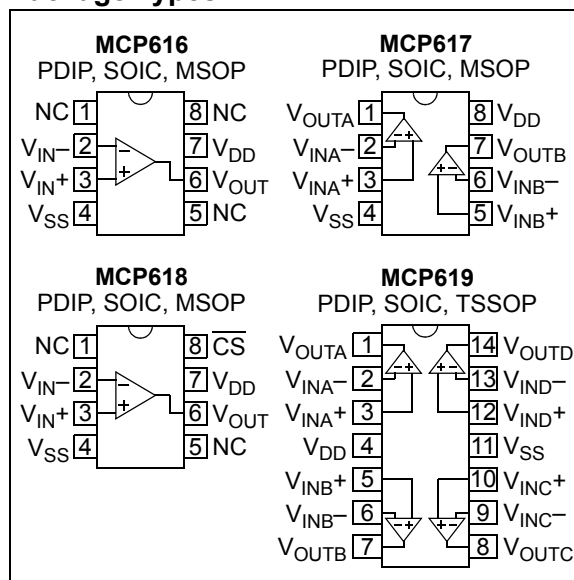 MCP616
PDIP, SOIC, MSOP
NC 1 8 NC
VIN– 2 7 VDD
VIN+ 3 6 VOUT
VSS 4 5 NC
MCP617
PDIP, SOIC, MSOP
VOUTA 1 8 VDD
VINA– 2 7 VOUTB
VINA+ 3 6 VINB–
VSS 4 5 VINB+
MCP618
PDIP, SOIC, MSOP
NC 1 8 CS
VIN– 2 7 VDD
VIN+ 3 6 VOUT
VSS 4 5 NC
MCP619
PDIP, SOIC, TSSOP
VOUTA 1 14 VOUTD
VINA– 2 13 VIND–
VINA+ 3 12 VIND+
VDD 4 11 VSS
VINB+ 5 10 VINC+
VINB– 6 9 VINC–
VOUTB 7 8 VOUTC